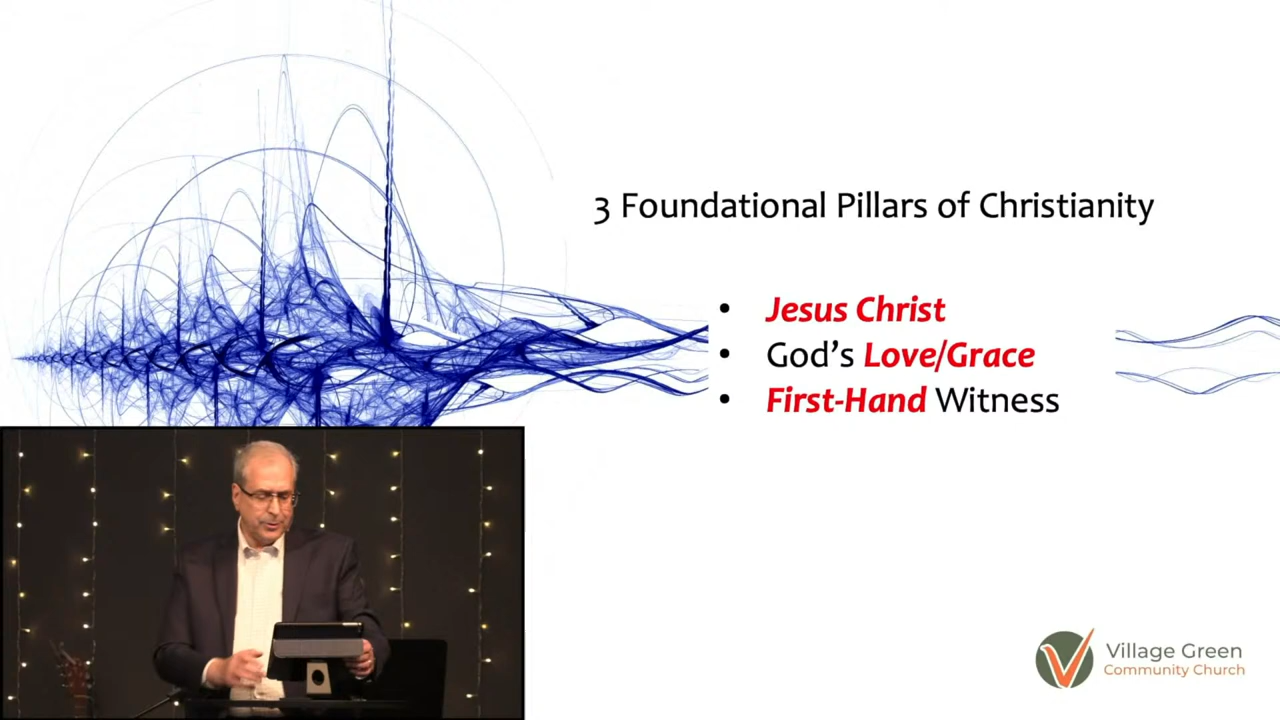 3 Foundational Pillars of Christianity
• Jesus Christ
• God's Love/Grace
• First-Hand Witness
Village Green
Community Church